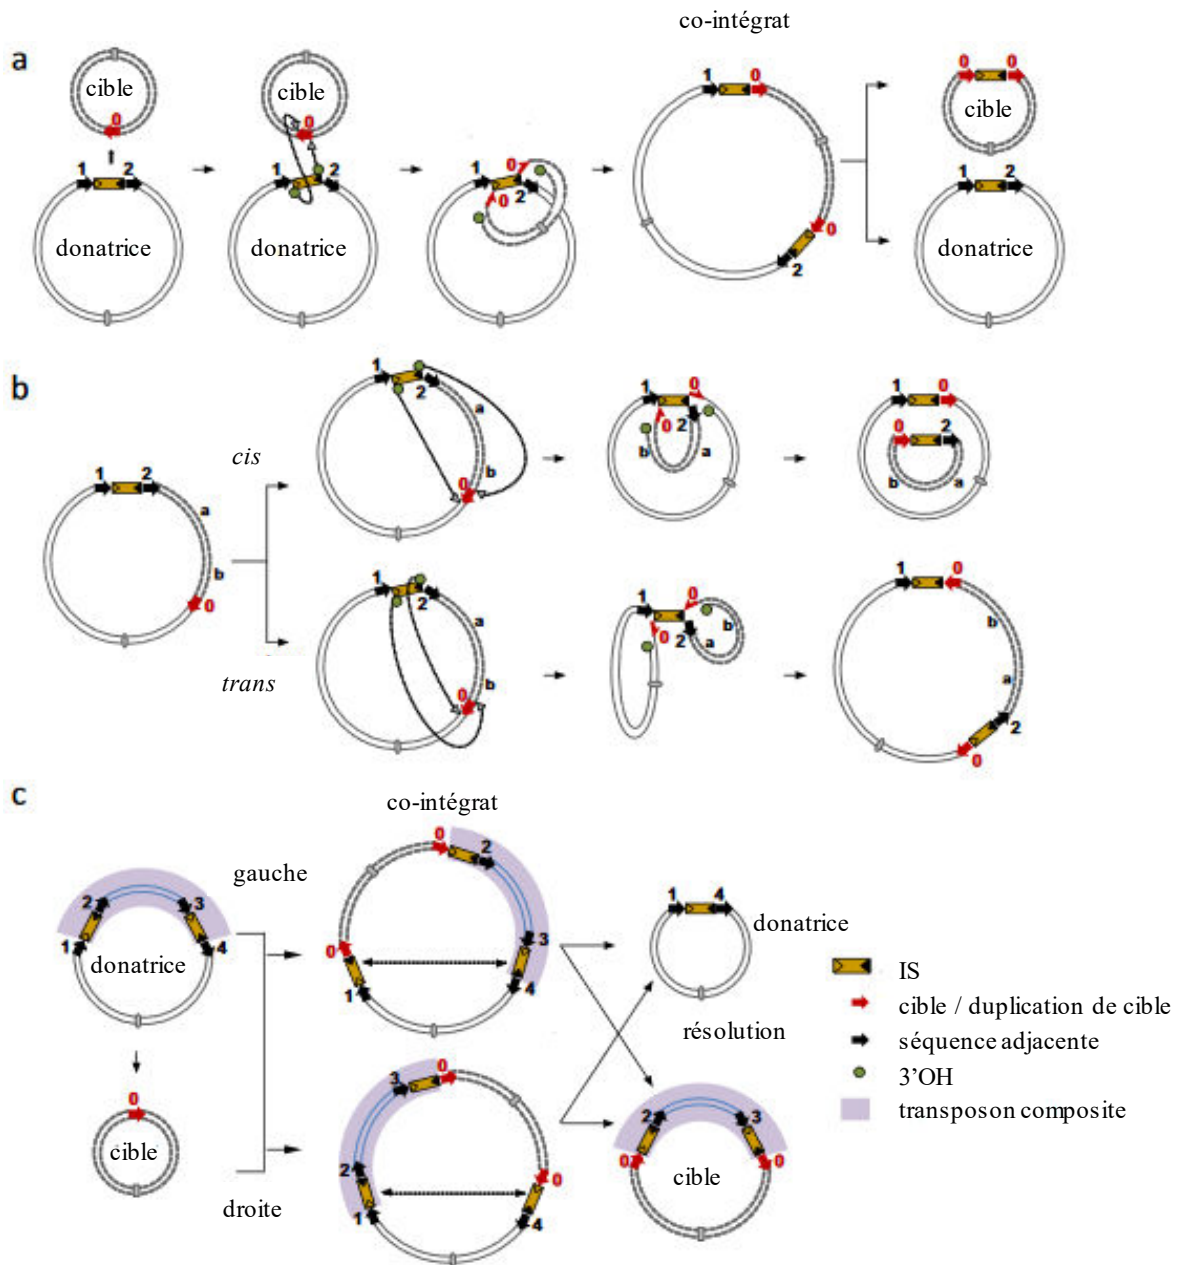 co-intégrat
a
cible
0
1 2
donatrice
cible
0
1 2
donatrice
1 0
0 2
1 0
0
2
0 0
cible
1 2
donatrice
b
1 2
a
b
0
cis
1
2
a
b
0
1 0
0 2
b a
1 0
0 2
b a
trans
1
2
a
b
0
1 0
0 2 a b
1 0
b
a
2
0
c
co-intégrat
gauche
2 3
1 4
donatrice
0
2
0
3
1 4
1 4
donatrice
résolution
0
cible
droite
3 0
2
0
1 4
2 3
0 0
cible
IS
cible / duplication de cible
séquence adjacente
3’OH
transposon composite